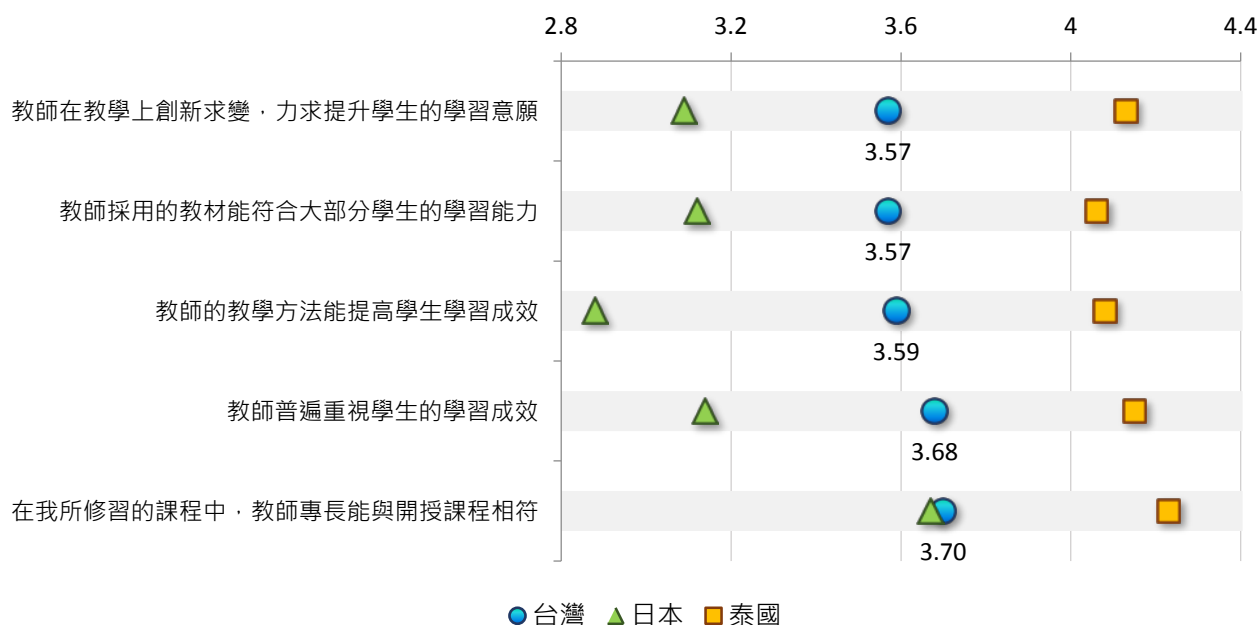 2.8 3.2 3.6 4 4.4
教師在教學上創新求變，力求提升學生的學習意願
3.57
教師採用的教材能符合大部分學生的學習能力
3.57
教師的教學方法能提高學生學習成效
3.59
教師普遍重視學生的學習成效
3.68
在我所修習的課程中，教師專長能與開授課程相符
3.70
台灣 日本 泰國